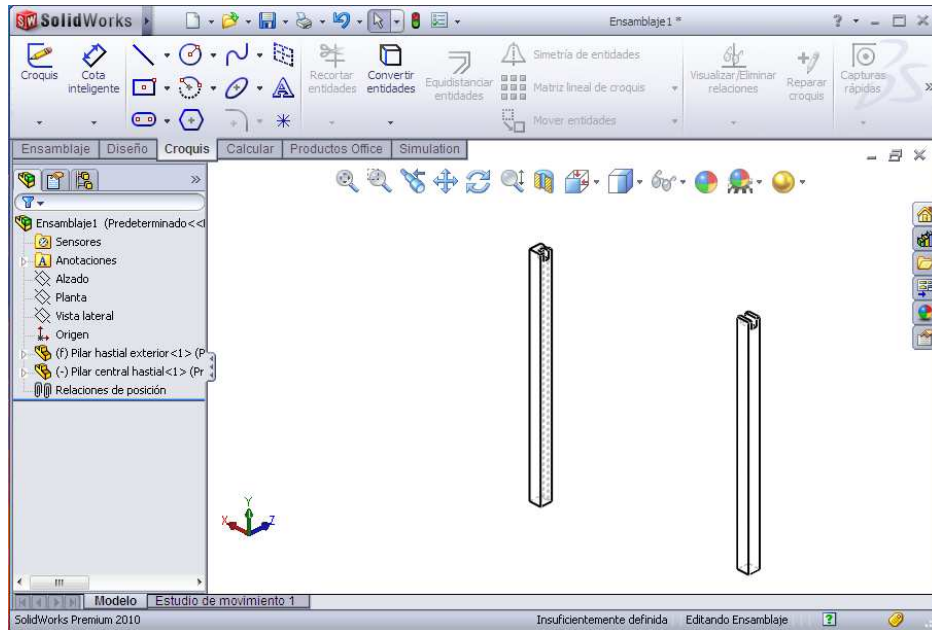 SolidWorks
Ensamblaje1 *
Croquis
Cota inteligente
Recortar entidades
Convertir entidades
Equidistanciar entidades
Simetría de entidades
Matriz lineal de croquis
Mover entidades
Visualizar/Eliminar relaciones
Reparar croquis
Capturas rápidas
Ensamblaje Diseño Croquis Calcular Productos Office Simulation
Ensamblaje1 (Predeterminado<<
Sensores
Anotaciones
Alzado
Planta
Vista lateral
Origen
(f) Pilar hastial exterior<1> (P
(-) Pilar central hastial<1> (Pr
Relaciones de posición
Y
X Z
Modelo Estudio de movimiento 1
SolidWorks Premium 2010 Insuficientemente definida Editando Ensamblaje